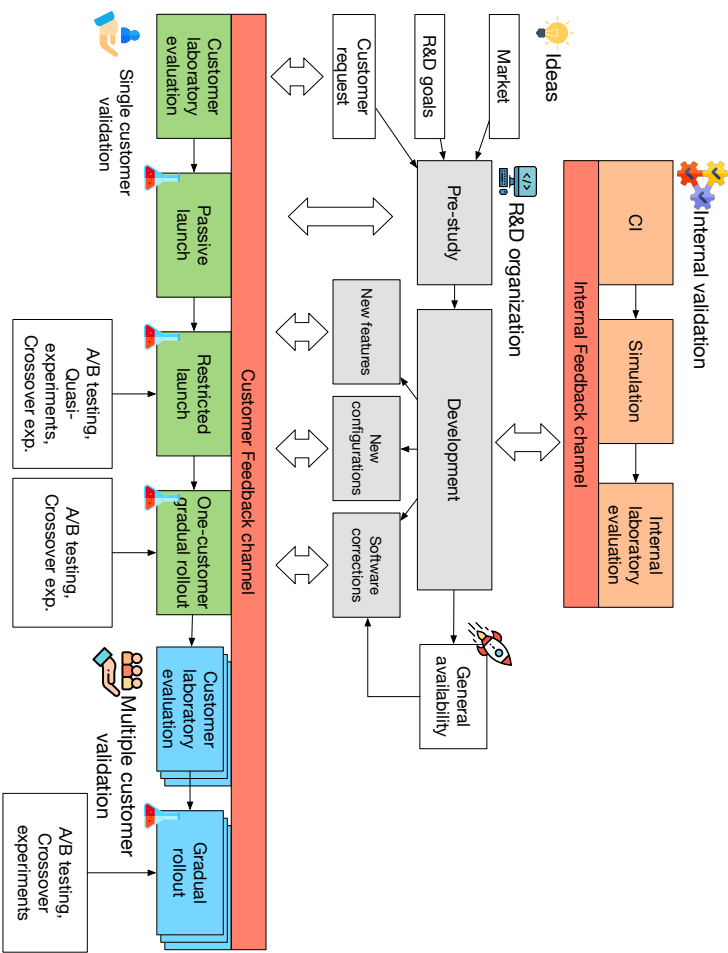 Internal validation
CI
Simulation
Internal
laboratory
evaluation
Internal Feedback channel
Ideas
Market
R&D goals
Customer
request
</>
R&D organization
Pre-study
Development
General
availability
New features
New
configurations
Software
corrections
Customer Feedback channel
Customer
laboratory
evaluation
Passive
launch
Restricted
launch
One-customer
gradual rollout
Customer
laboratory
evaluation
Gradual
rollout
Single customer
validation
Multiple customer
validation
A/B testing,
Quasi-
experiments,
Crossover exp.
A/B testing,
Crossover exp.
A/B testing,
Crossover
experiments